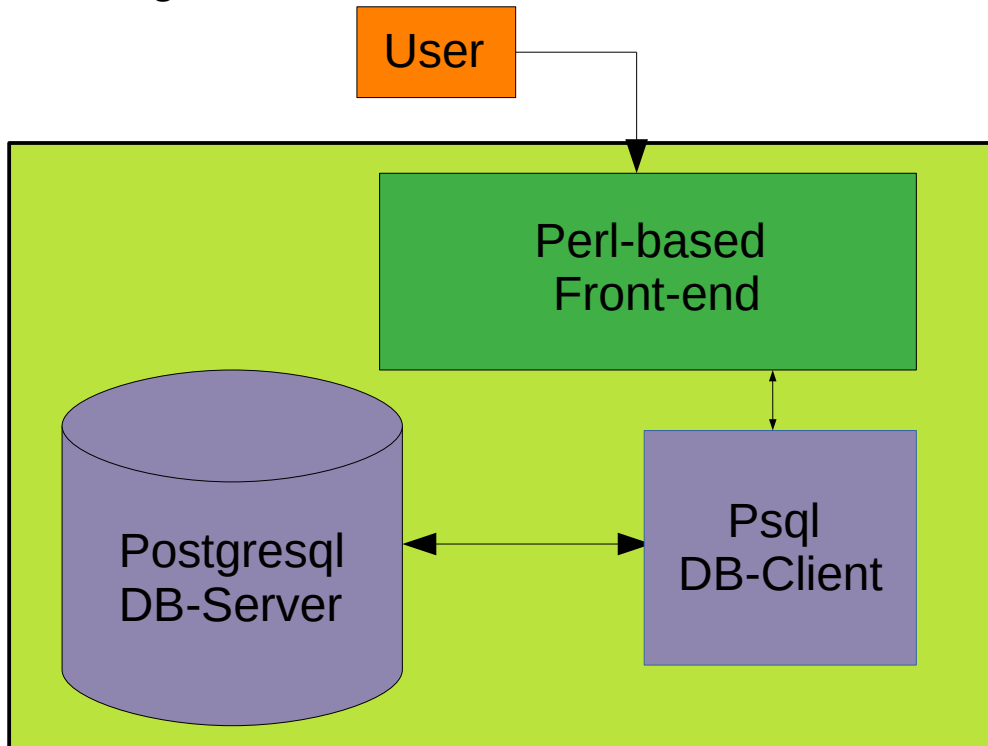 User
Perl-based
Front-end
Postgresql
DB-Server
Psql
DB-Client